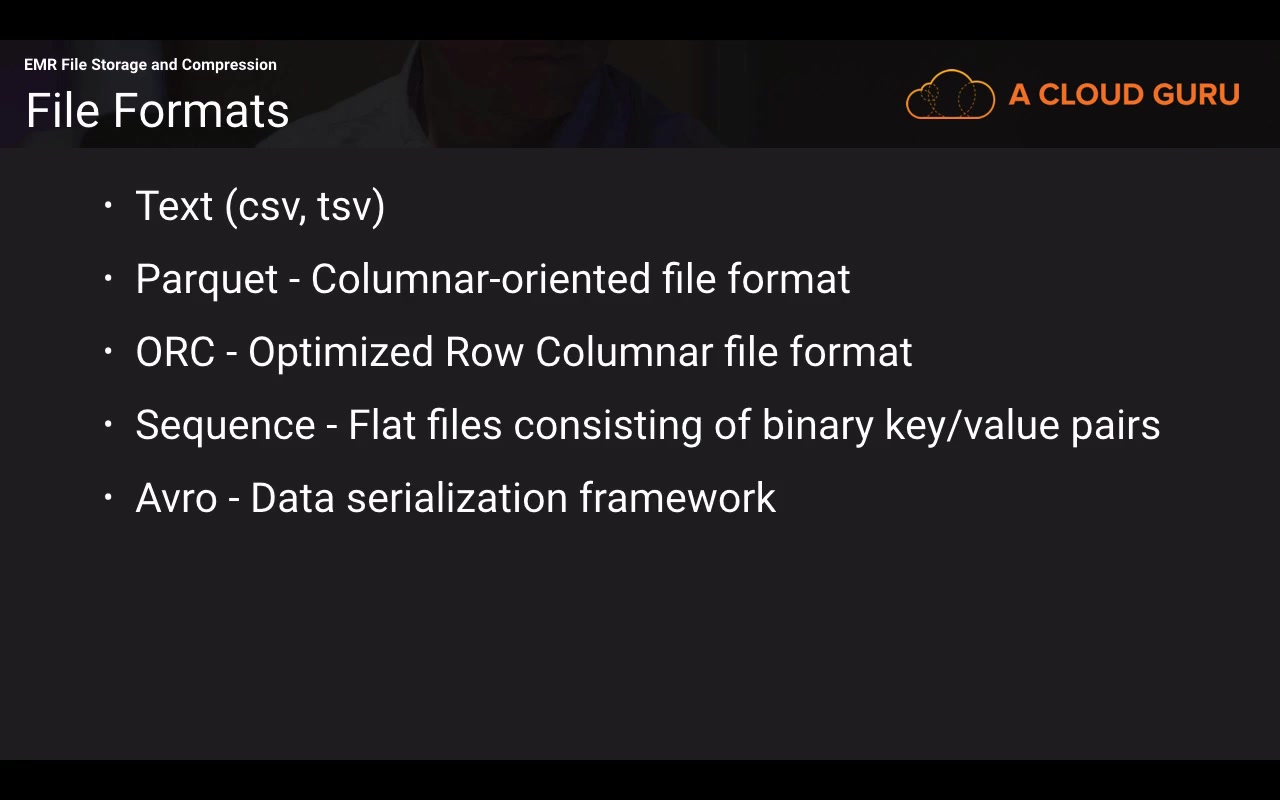 EMR File Storage and Compression
File Formats
A CLOUD GURU
• Text (csv, tsv)
• Parquet - Columnar-oriented file format
• ORC - Optimized Row Columnar file format
• Sequence - Flat files consisting of binary key/value pairs
• Avro - Data serialization framework